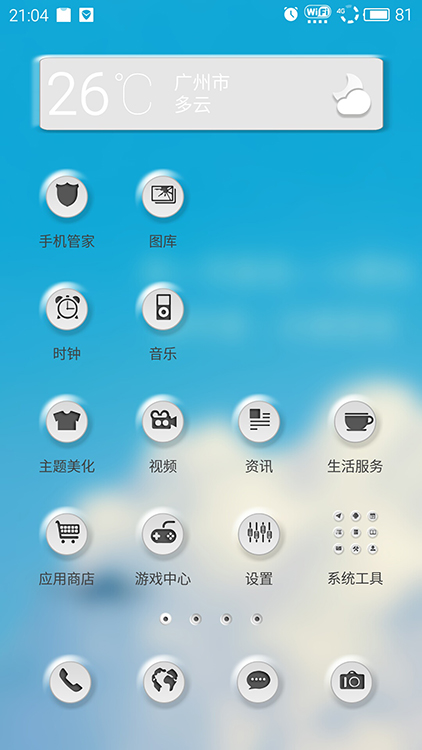 21:04
WiFi 4G 81
26℃
广州市
多云
手机管家 图库
时钟 音乐
主题美化 视频 资讯 生活服务
应用商店 游戏中心 设置 系统工具